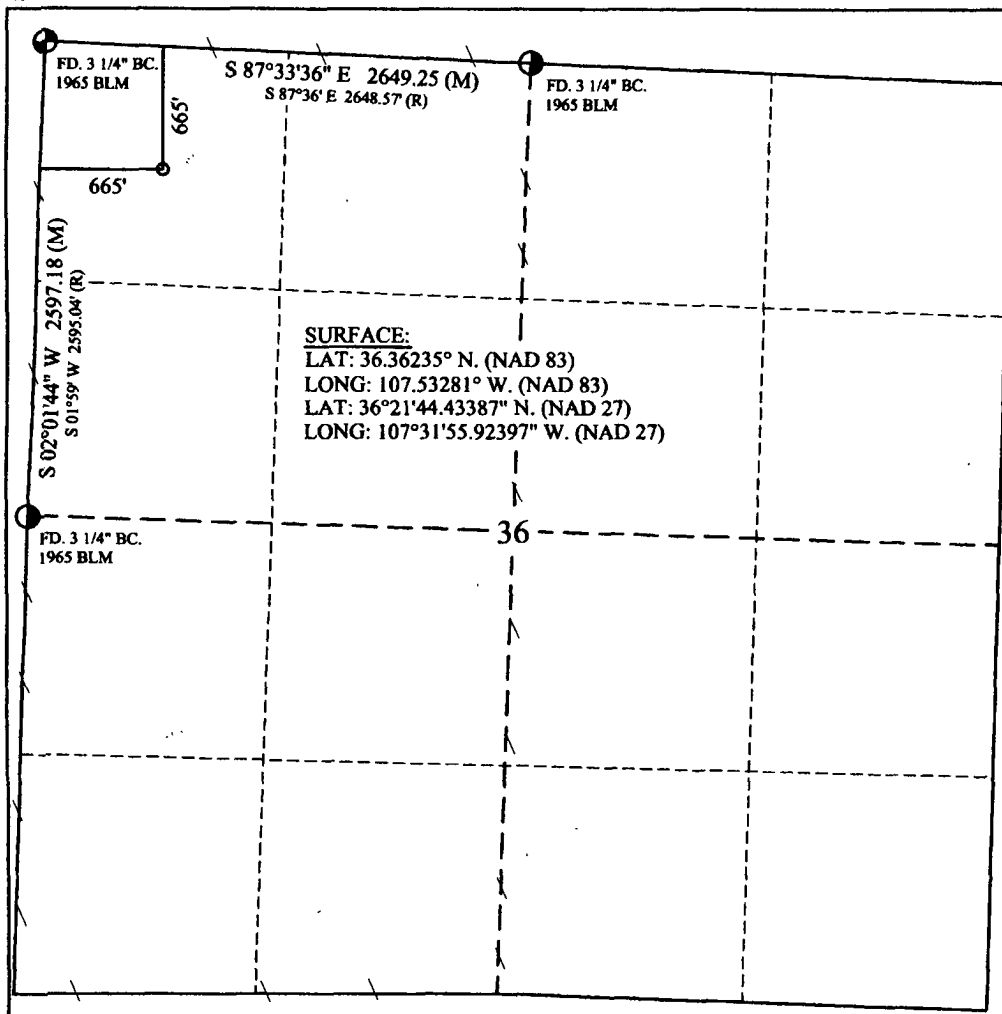 FD. 3 1/4" BC.
1965 BLM
S 87°33'36" E 2649.25 (M)
S 87°36' E 2648.57' (R)
FD. 3 1/4" BC.
1965 BLM
665'
665'
S 02°01'44" W 2597.18 (M)
S 01°59' W 2595.04' (R)
SURFACE:
LAT: 36.36235° N. (NAD 83)
LONG: 107.53281° W. (NAD 83)
LAT: 36°21'44.43387" N. (NAD 27)
LONG: 107°31'55.92397" W. (NAD 27)
FD. 3 1/4" BC.
1965 BLM
36